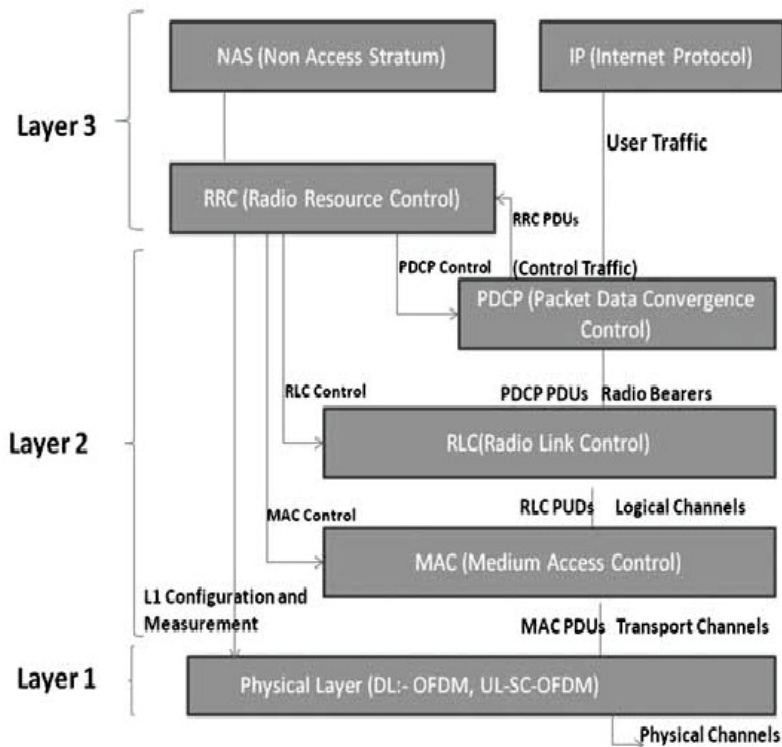 NAS (Non Access Stratum)
IP (Internet Protocol)
Layer 3
User Traffic
RRC (Radio Resource Control)
RRC PDUs
PDCP Control
(Control Traffic)
PDCP (Packet Data Convergence
Control)
RLC Control
PDCP PDUs Radio Bearers
Layer 2
RLC(Radio Link Control)
RLC PUDs Logical Channels
MAC Control
MAC (Medium Access Control)
L1 Configuration and
Measurement
MAC PDUs Transport Channels
Layer 1
Physical Layer (DL:- OFDM, UL-SC-OFDM)
Physical Channels